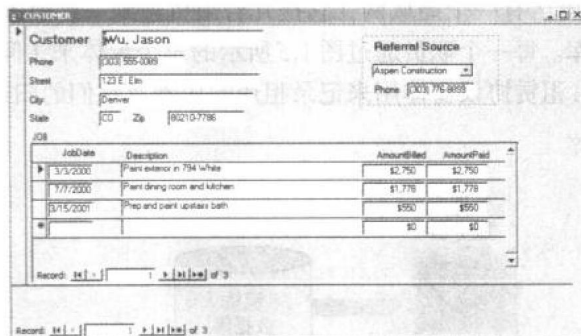 CUSTOMER
Customer Wu, Jason
Referral Source
Phone (303) 555-0089
Aspen Construction
Street 123 E. Elm
Phone (303) 776-8899
City Denver
State CO Zip 80210-7786
JOB
JobDate Description AmountBilled AmountPaid
3/3/2000 Paint exterior in 794 White $2,750 $2,750
7/7/2000 Paint dining room and kitchen $1,778 $1,778
3/15/2001 Prep and paint upstairs bath $550 $550
$0 $0
Record: 1 of 3
Record: 1 of 3